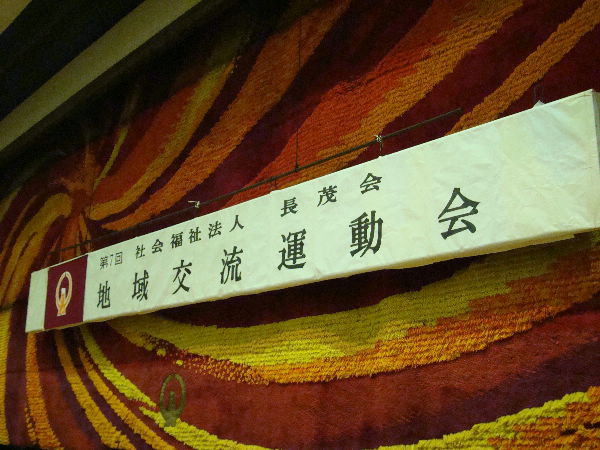 第7回 社会福祉法人 長茂会
地域交流運動会